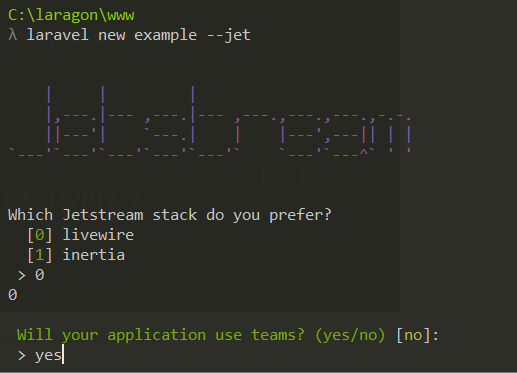 C:\laragon\www
λ laravel new example --jet
Jetstream
Which Jetstream stack do you prefer?
[0] livewire
[1] inertia
> 0
0
Will your application use teams? (yes/no) [no]:
> yes